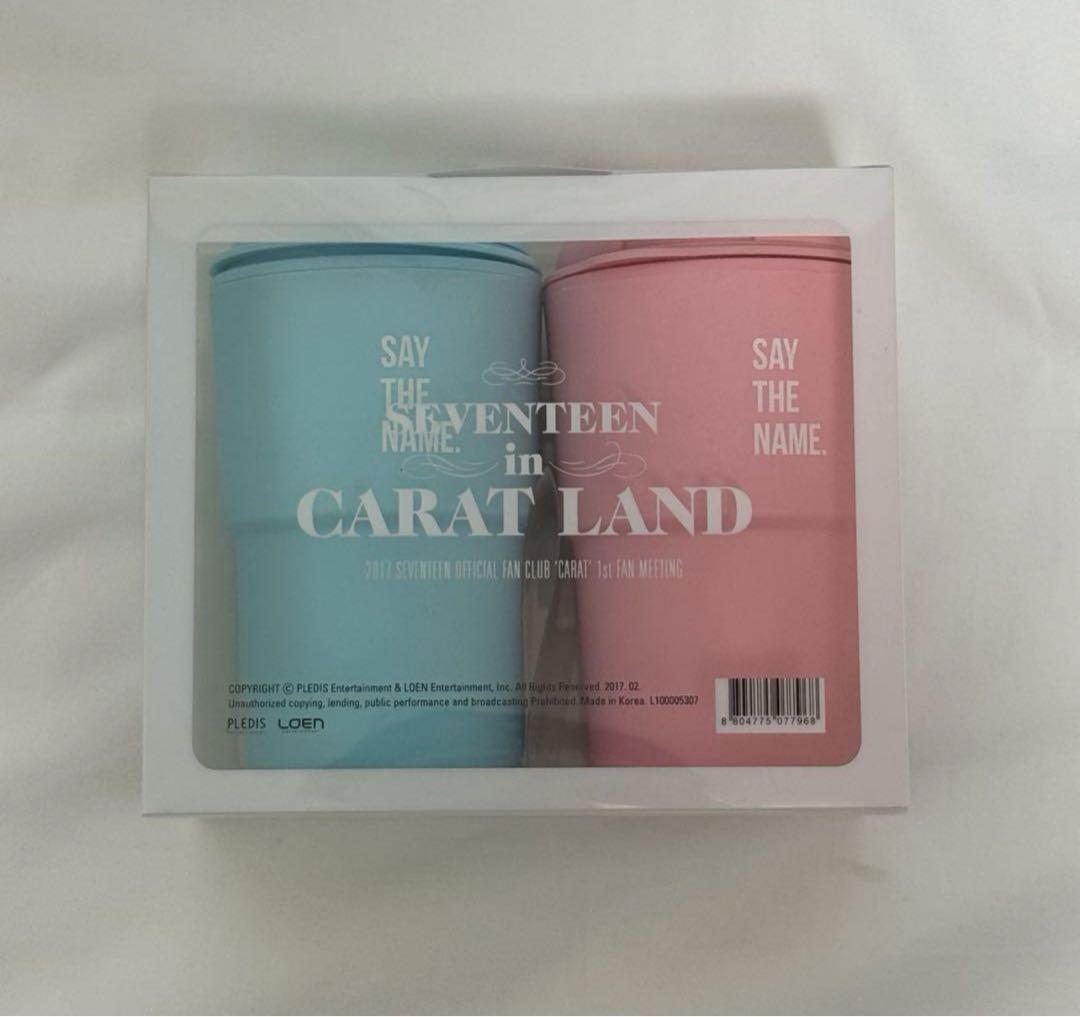 SAY
THE
NAME.
SAY
THE
NAME.
SEVENTEEN
in
CARAT LAND
2017 SEVENTEEN OFFICIAL FAN CLUB 'CARAT' 1st FAN MEETING
COPYRIGHT © PLEDIS Entertainment & LOEN Entertainment, Inc. All Rights Reserved. 2017. 02.
Unauthorized copying, lending, public performance and broadcasting Prohibited. Made in Korea. L100005307
PLEDIS LOEN
8 804775 077968